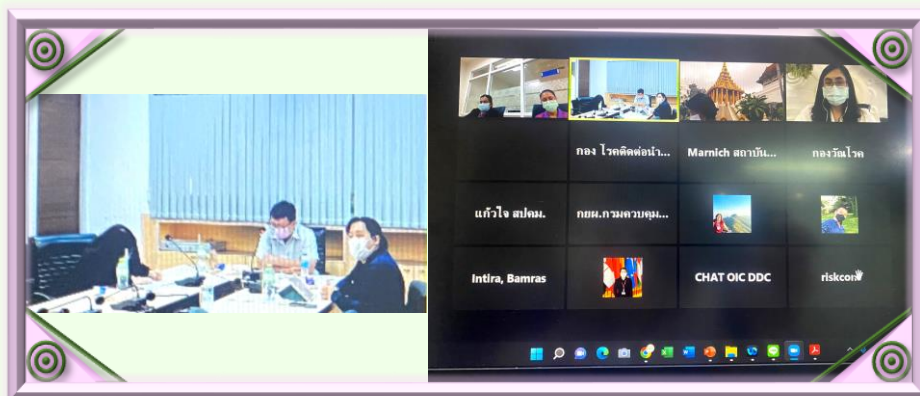 กอง โรคติดต่อนำ...
Marnich สถาบัน...
กองวัณโรค
แก้วใจ สปคม.
กยผ.กรมควบคุม...
Intira, Bamras
CHAT OIC DDC
riskcom